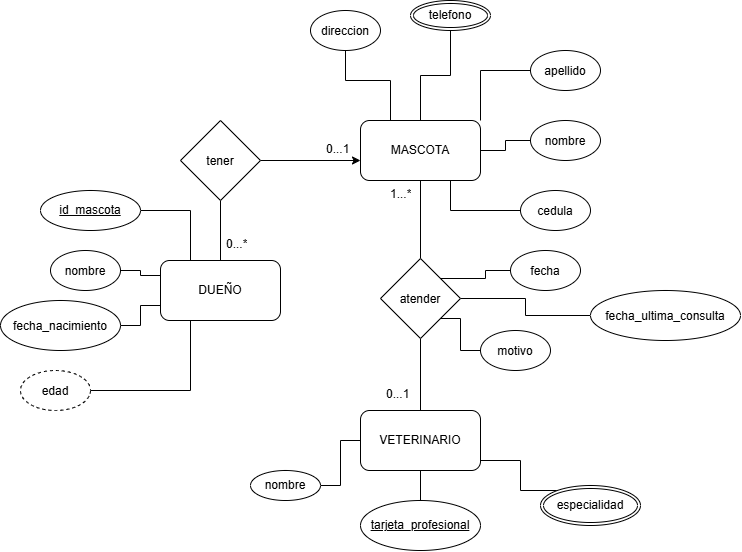 telefono
direccion
apellido
nombre
MASCOTA
0...1
tener
1...*
cedula
id_mascota
0...*
nombre
DUEÑO
fecha
atender
fecha_nacimiento
fecha_ultima_consulta
motivo
edad
0...1
VETERINARIO
nombre
especialidad
tarjeta_profesional